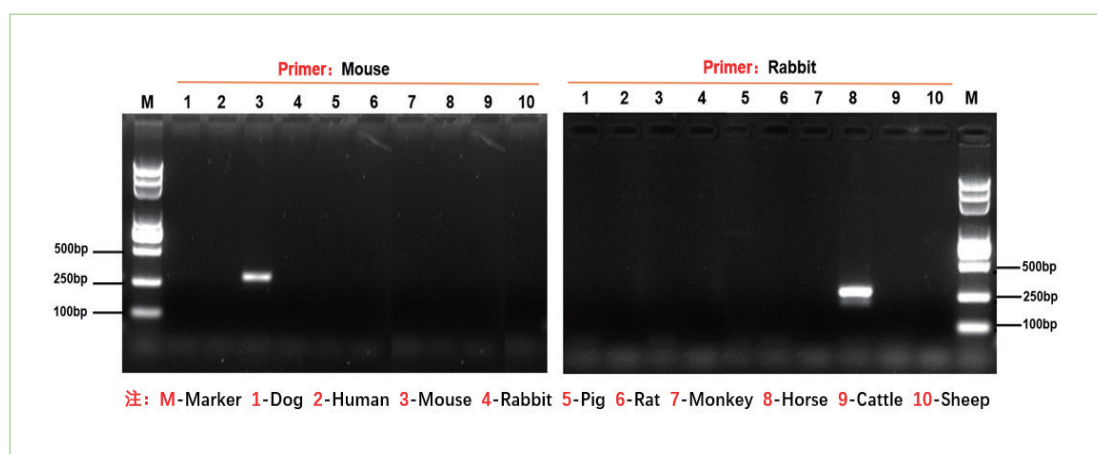 Primer：Mouse
M 1 2 3 4 5 6 7 8 9 10
500bp
250bp
100bp
Primer：Rabbit
1 2 3 4 5 6 7 8 9 10 M
500bp
250bp
100bp
注：M-Marker 1-Dog 2-Human 3-Mouse 4-Rabbit 5-Pig 6-Rat 7-Monkey 8-Horse 9-Cattle 10-Sheep